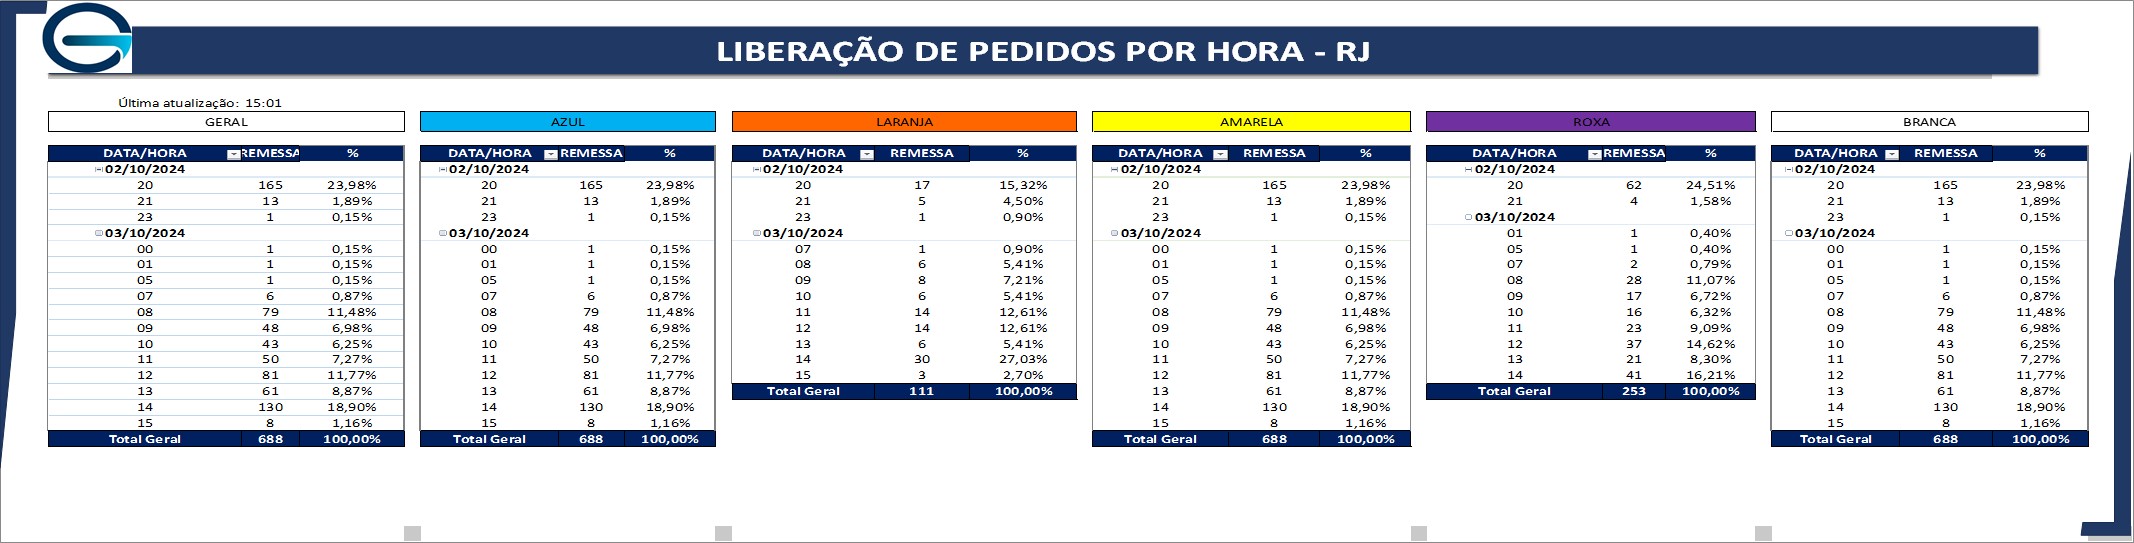 LIBERAÇÃO DE PEDIDOS POR HORA - RJ
Última atualização: 15:01
GERAL
DATA/HORA REMESSA %
02/10/2024
20 165 23,98%
21 13 1,89%
23 1 0,15%
03/10/2024
00 1 0,15%
01 1 0,15%
05 1 0,15%
07 6 0,87%
08 79 11,48%
09 48 6,98%
10 43 6,25%
11 50 7,27%
12 81 11,77%
13 61 8,87%
14 130 18,90%
15 8 1,16%
Total Geral 688 100,00%
AZUL
DATA/HORA REMESSA %
02/10/2024
20 165 23,98%
21 13 1,89%
23 1 0,15%
03/10/2024
00 1 0,15%
01 1 0,15%
05 1 0,15%
07 6 0,87%
08 79 11,48%
09 48 6,98%
10 43 6,25%
11 50 7,27%
12 81 11,77%
13 61 8,87%
14 130 18,90%
15 8 1,16%
Total Geral 688 100,00%
LARANJA
DATA/HORA REMESSA %
02/10/2024
20 17 15,32%
21 5 4,50%
23 1 0,90%
03/10/2024
07 1 0,90%
08 6 5,41%
09 8 7,21%
10 6 5,41%
11 14 12,61%
12 14 12,61%
13 6 5,41%
14 30 27,03%
15 3 2,70%
Total Geral 111 100,00%
AMARELA
DATA/HORA REMESSA %
02/10/2024
20 165 23,98%
21 13 1,89%
23 1 0,15%
03/10/2024
00 1 0,15%
01 1 0,15%
05 1 0,15%
07 6 0,87%
08 79 11,48%
09 48 6,98%
10 43 6,25%
11 50 7,27%
12 81 11,77%
13 61 8,87%
14 130 18,90%
15 8 1,16%
Total Geral 688 100,00%
ROXA
DATA/HORA REMESSA %
02/10/2024
20 62 24,51%
21 4 1,58%
03/10/2024
01 1 0,40%
05 1 0,40%
07 2 0,79%
08 28 11,07%
09 17 6,72%
10 16 6,32%
11 23 9,09%
12 37 14,62%
13 21 8,30%
14 41 16,21%
Total Geral 253 100,00%
BRANCA
DATA/HORA REMESSA %
02/10/2024
20 165 23,98%
21 13 1,89%
23 1 0,15%
03/10/2024
00 1 0,15%
01 1 0,15%
05 1 0,15%
07 6 0,87%
08 79 11,48%
09 48 6,98%
10 43 6,25%
11 50 7,27%
12 81 11,77%
13 61 8,87%
14 130 18,90%
15 8 1,16%
Total Geral 688 100,00%